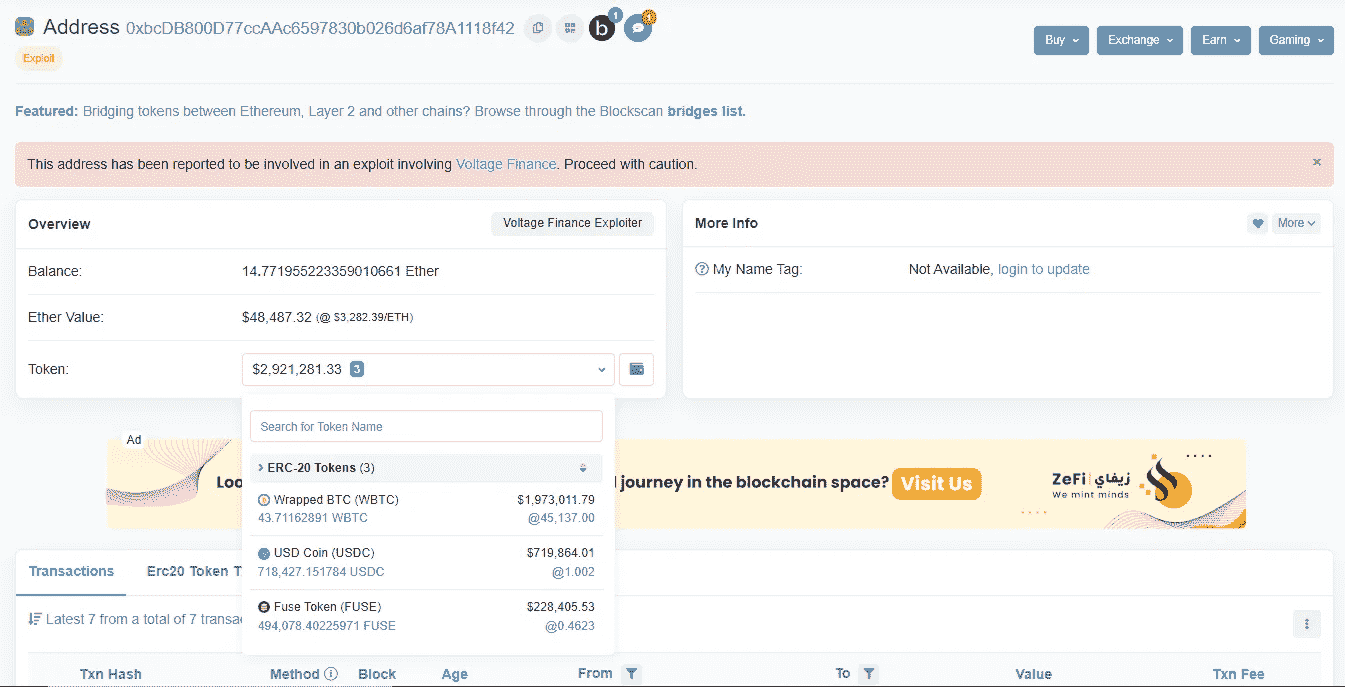 Address 0xbcDB800D77ccAAc6597830b026d6af78A1118f42
b
1
Buy
Exchange
Earn
Gaming
Exploit
Featured: Bridging tokens between Ethereum, Layer 2 and other chains? Browse through the Blockscan bridges list.
This address has been reported to be involved in an exploit involving Voltage Finance. Proceed with caution.
×
Overview
Voltage Finance Exploiter
Balance:
14.771955223359010661 Ether
Ether Value:
$48,487.32 (@ $3,282.39/ETH)
Token:
$2,921,281.33 3
More Info
More
? My Name Tag:
Not Available, login to update
Search for Token Name
ERC-20 Tokens (3)
Wrapped BTC (WBTC) $1,973,011.79
43.71162891 WBTC @45,137.00
USD Coin (USDC) $719,864.01
718,427.151784 USDC @1.002
Fuse Token (FUSE) $228,405.53
494,078.40225971 FUSE @0.4623
Ad
Loo
journey in the blockchain space? Visit Us
ZeFi زيفاي
We mint minds
Transactions
Erc20 Token T
Latest 7 from a total of 7 transa
Txn Hash Method Block Age From To Value Txn Fee